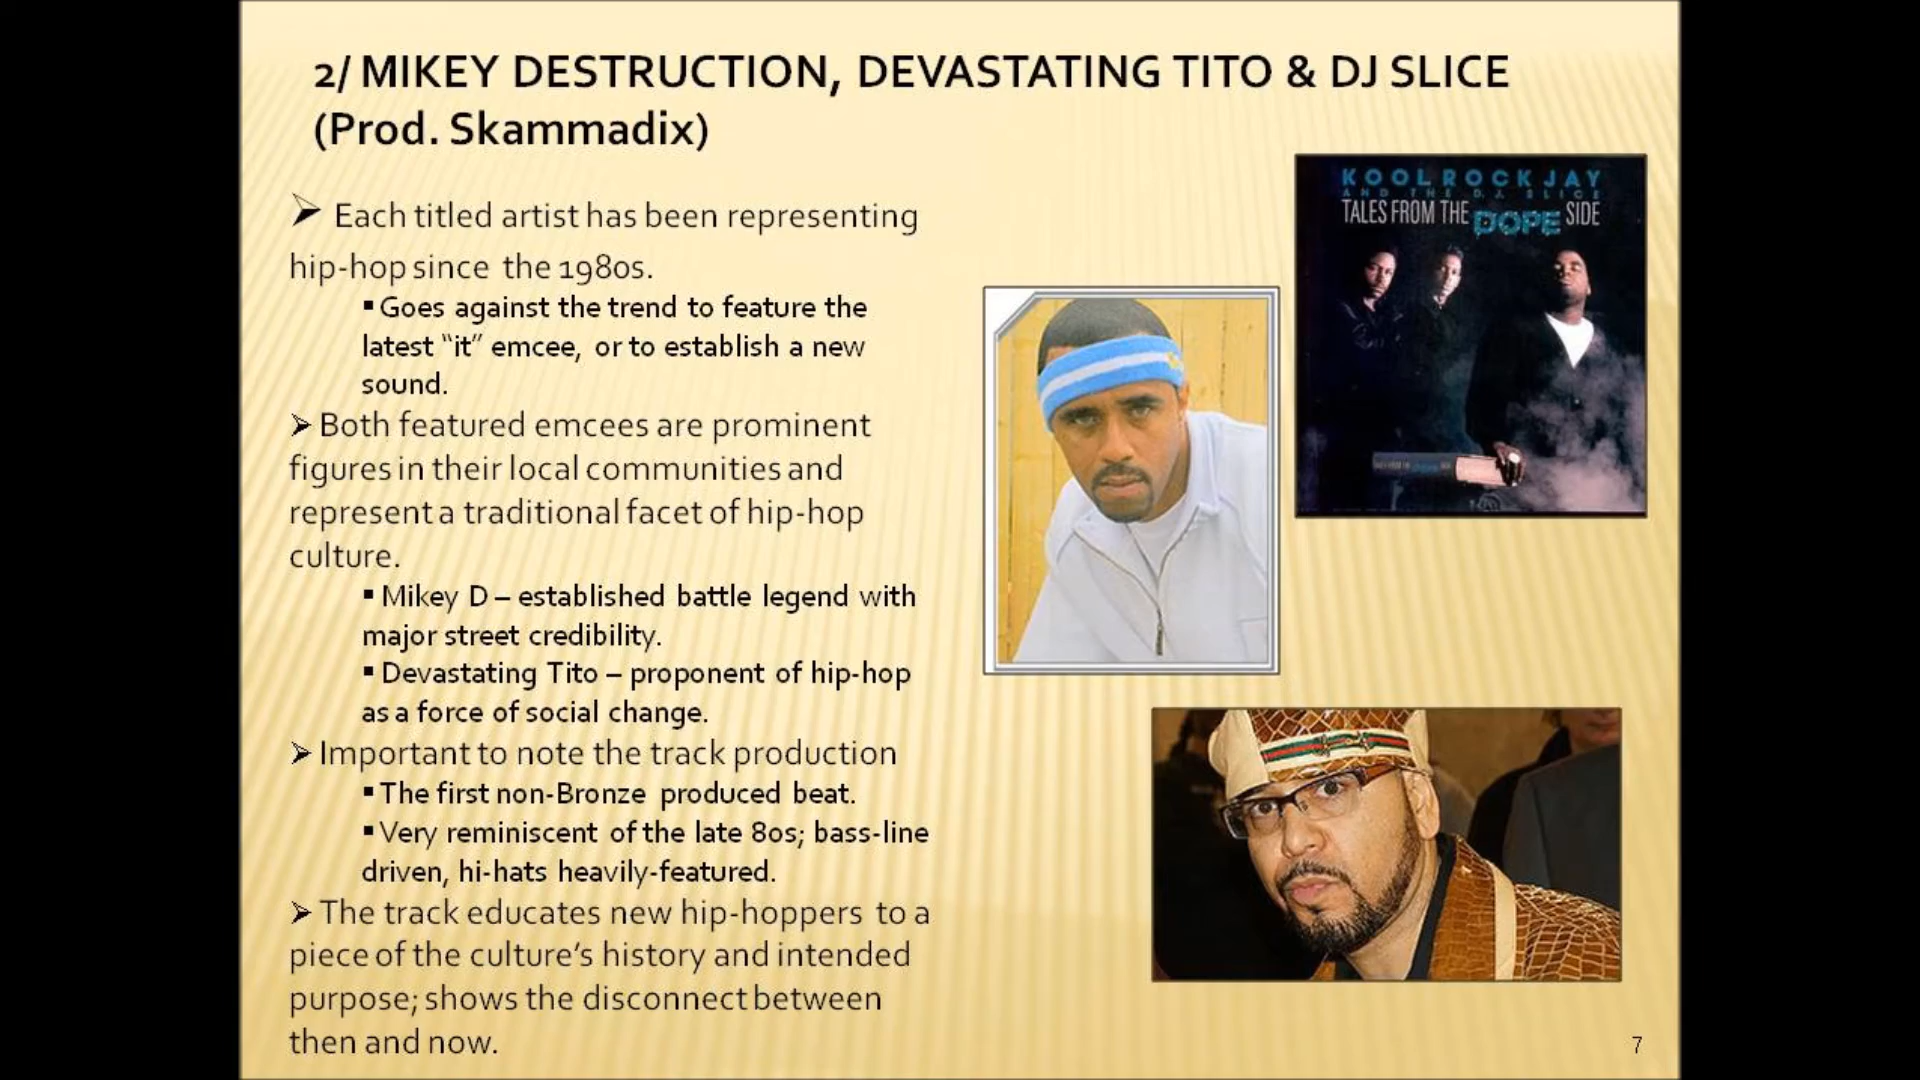 2/ MIKEY DESTRUCTION, DEVASTATING TITO & DJ SLICE
(Prod. Skammadix)
➢ Each titled artist has been representing
hip-hop since the 1980s.
▪ Goes against the trend to feature the
latest “it” emcee, or to establish a new
sound.
➢ Both featured emcees are prominent
figures in their local communities and
represent a traditional facet of hip-hop
culture.
▪ Mikey D – established battle legend with
major street credibility.
▪ Devastating Tito – proponent of hip-hop
as a force of social change.
➢ Important to note the track production
▪ The first non-Bronze produced beat.
▪ Very reminiscent of the late 80s; bass-line
driven, hi-hats heavily-featured.
➢ The track educates new hip-hoppers to a
piece of the culture’s history and intended
purpose; shows the disconnect between
then and now.
KOOL ROCK JAY
AND THE D.J. SLICE
TALES FROM THE DOPE SIDE
7